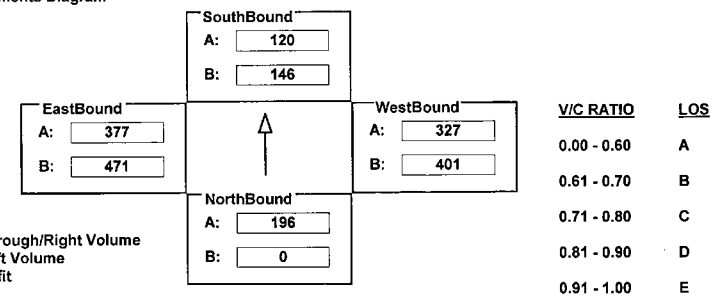 SouthBound
A: 120
B: 146
EastBound
A: 377
B: 471
WestBound
A: 327
B: 401
NorthBound
A: 196
B: 0
rough/Right Volume
ft Volume
fit
V/C RATIO LOS
0.00 - 0.60 A
0.61 - 0.70 B
0.71 - 0.80 C
0.81 - 0.90 D
0.91 - 1.00 E